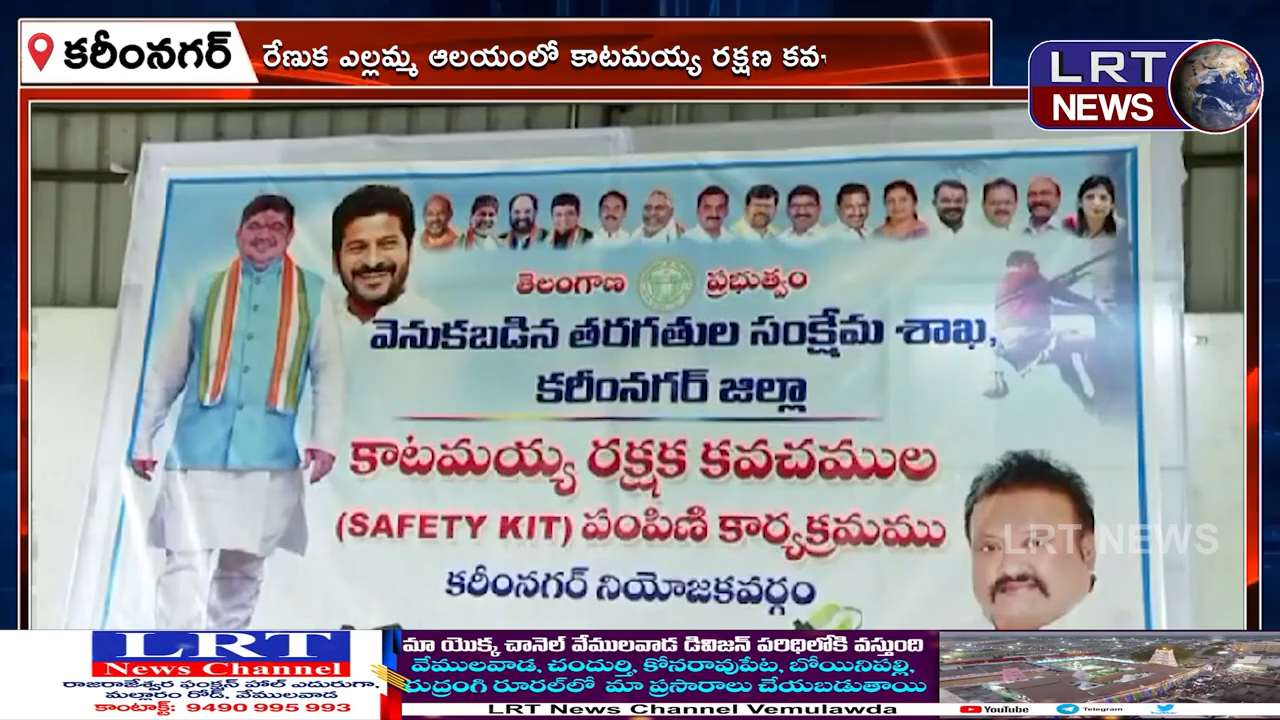 కరీంనగర్
రేణుక ఎల్లమ్మ ఆలయంలో కాటమయ్య రక్షణ కవ
LRT
NEWS
తెలంగాణ ప్రభుత్వం
వెనుకబడిన తరగతుల సంక్షేమ శాఖ,
కరీంనగర్ జిల్లా
కాటమయ్య రక్షక కవచముల
(SAFETY KIT) పంపిణి కార్యక్రమము
కరీంనగర్ నియోజకవర్గం
LRT NEWS
LRT
News Channel
రాజరాజేశ్వర ఫంక్షన్ హాల్ ఎదురుగా,
మల్లారం రోడ్, వేములవాడ
కాంటాక్ట్: 9490 995 993
మా యొక్క చానెల్ వేములవాడ డివిజన్ పరిధిలోకి వస్తుంది
వేములవాడ, చందుర్తి, కోనరావుపేట, బోయినిపల్లి,
రుద్రంగి రూరల్‌లో మా ప్రసారాలు చేయబడుతాయి
LRT News Channel Vemulawda
YouTube Telegram Twitter